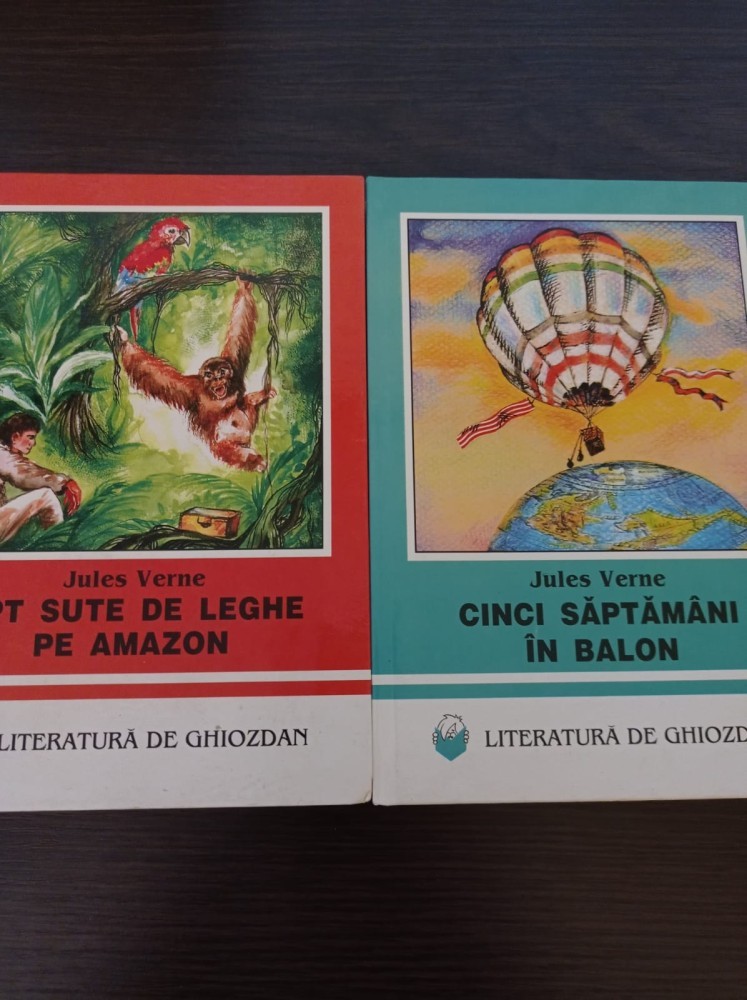 Jules Verne
PT SUTE DE LEGHE
PE AMAZON
LITERATURĂ DE GHIOZDAN
Jules Verne
CINCI SĂPTĂMÂNI
ÎN BALON
LITERATURĂ DE GHIOZD